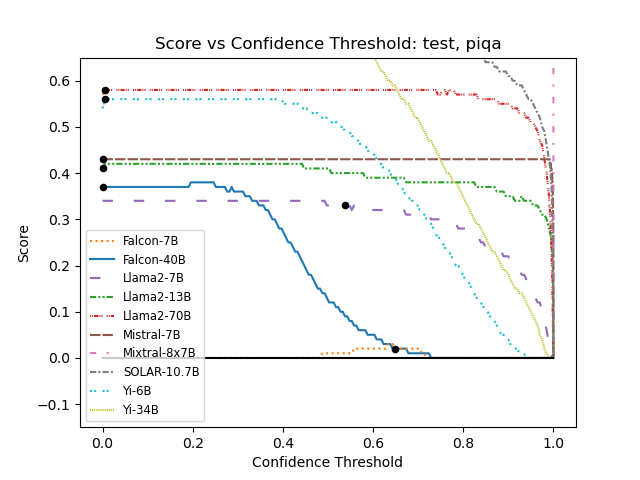 Score vs Confidence Threshold: test, piqa
0.6
0.5
0.4
0.3
0.2
0.1
0.0
−0.1
Score
Falcon-7B
Falcon-40B
Llama2-7B
Llama2-13B
Llama2-70B
Mistral-7B
Mixtral-8x7B
SOLAR-10.7B
Yi-6B
Yi-34B
0.0 0.2 0.4 0.6 0.8 1.0
Confidence Threshold